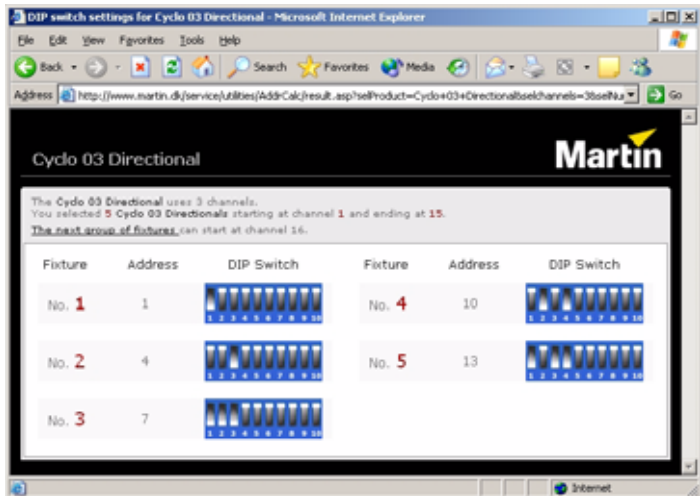 DIP switch settings for Cyclo 03 Directional - Microsoft Internet Explorer
File Edit View Favorites Tools Help
Back Search Favorites Media
Address http://www.martin.dk/service/utilities/AddrCalc/result.asp?selProduct=Cyclo+03+Directional&selchannels=3&selNu Go
Cyclo 03 Directional
Martin
The Cyclo 03 Directional uses 3 channels.
You selected 5 Cyclo 03 Directionals starting at channel 1 and ending at 15.
The next group of fixtures can start at channel 16.
Fixture Address DIP Switch Fixture Address DIP Switch
No. 1 1 No. 4 10
1 2 3 4 5 6 7 8 9 10 1 2 3 4 5 6 7 8 9 10
No. 2 4 No. 5 13
1 2 3 4 5 6 7 8 9 10 1 2 3 4 5 6 7 8 9 10
No. 3 7
1 2 3 4 5 6 7 8 9 10
Internet